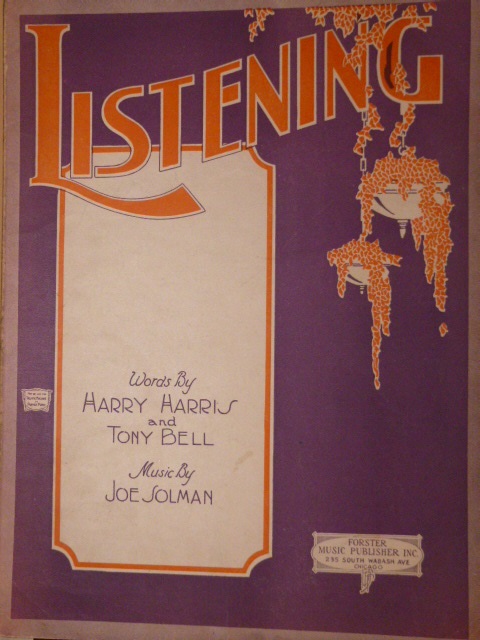 LISTENING
Words By
HARRY HARRIS
and
TONY BELL
Music By
JOE SOLMAN
FORSTER
MUSIC PUBLISHER INC.
235 SOUTH WABASH AVE
CHICAGO